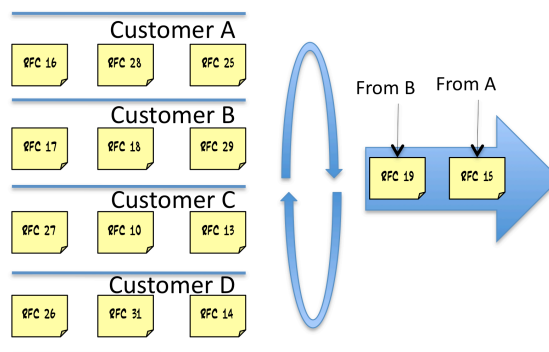 Customer A
RFC 16 RFC 28 RFC 25
Customer B
RFC 17 RFC 18 RFC 29
Customer C
RFC 27 RFC 10 RFC 13
Customer D
RFC 26 RFC 31 RFC 14
From B From A
RFC 19 RFC 15